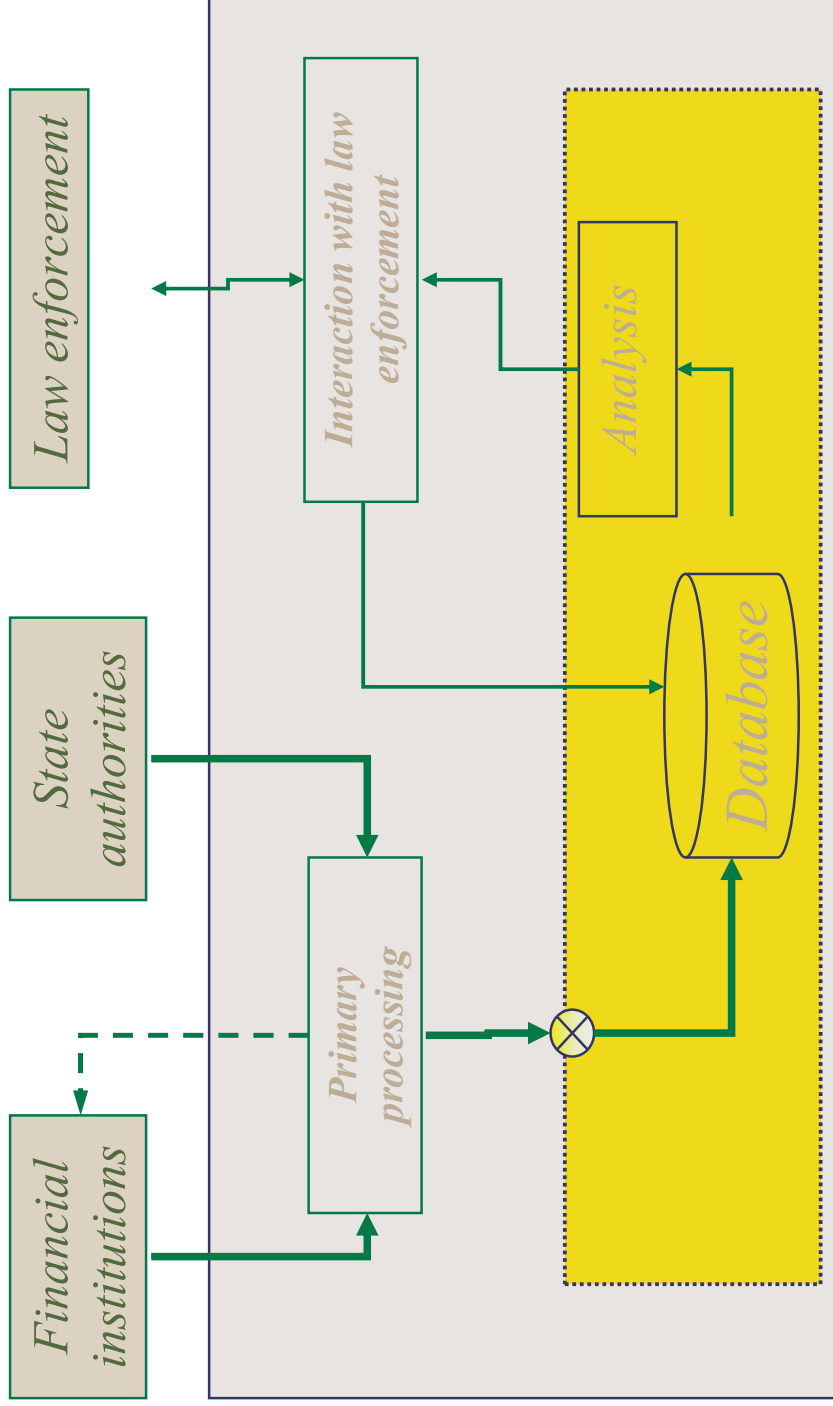 Financial
institutions
State
authorities
Law enforcement
Primary
processing
Interaction with law
enforcement
Database
Analysis